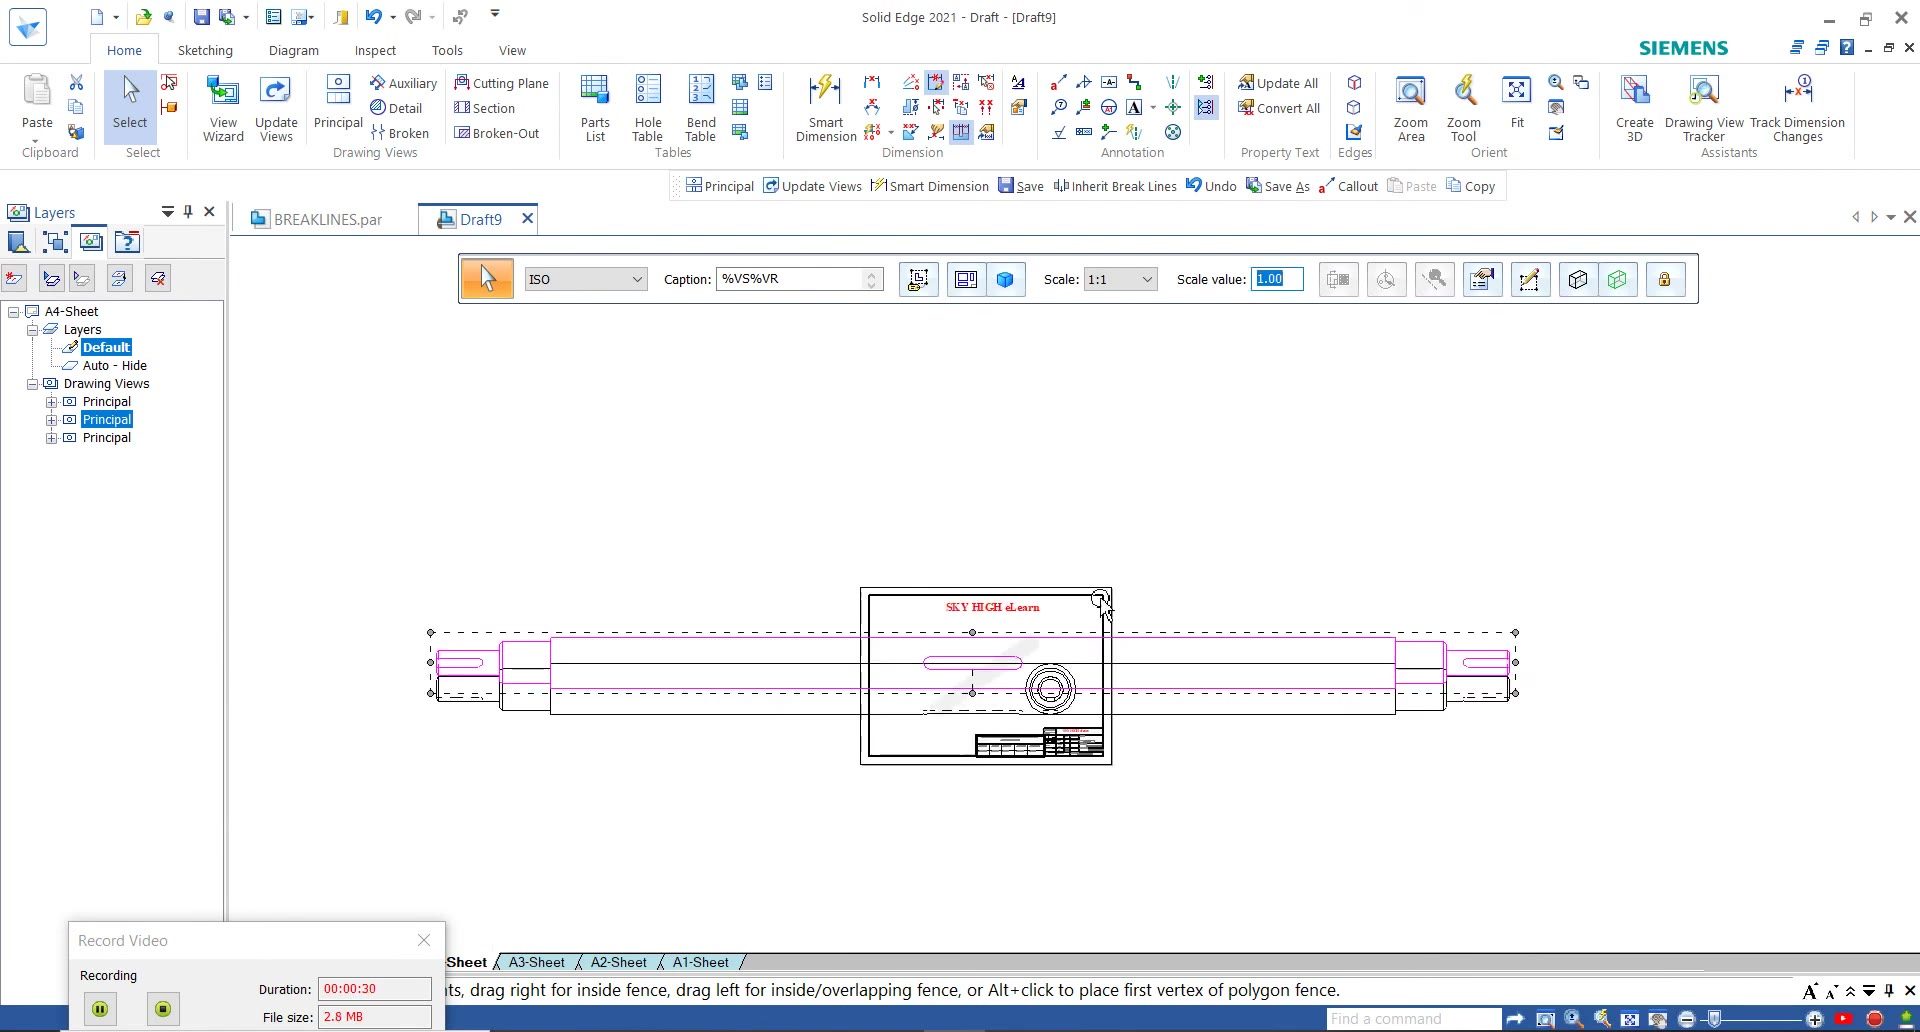 Solid Edge 2021 - Draft - [Draft9]
Home
Sketching
Diagram
Inspect
Tools
View
SIEMENS
Paste
Clipboard
Select
Select
View Wizard
Update Views
Principal
Auxiliary
Detail
Broken
Cutting Plane
Section
Broken-Out
Drawing Views
Parts List
Hole Table
Bend Table
Tables
Smart Dimension
Dimension
Annotation
Update All
Convert All
Property Text
Edges
Zoom Area
Zoom Tool
Fit
Orient
Create 3D
Drawing View Tracker
Track Dimension Changes
Assistants
Principal
Update Views
Smart Dimension
Save
Inherit Break Lines
Undo
Save As
Callout
Paste
Copy
Layers
BREAKLINES.par
Draft9
ISO
Caption:
%VS%VR
Scale:
1:1
Scale value:
1.00
A4-Sheet
Layers
Default
Auto - Hide
Drawing Views
Principal
Principal
Principal
SKY HIGH eLearn
Record Video
Recording
Duration:
00:00:30
File size:
2.8 MB
-Sheet
A3-Sheet
A2-Sheet
A1-Sheet
ts, drag right for inside fence, drag left for inside/overlapping fence, or Alt+click to place first vertex of polygon fence.
Find a command